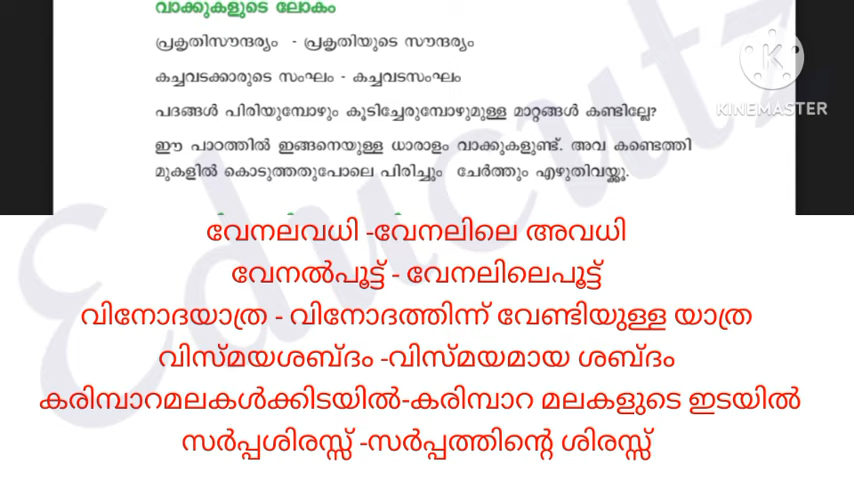 വാക്കുകളുടെ ലോകം
പ്രകൃതിസൗന്ദര്യം - പ്രകൃതിയുടെ സൗന്ദര്യം
കച്ചവടക്കാരുടെ സംഘം - കച്ചവടസംഘം
KINEMASTER
പദങ്ങൾ പിരിയുമ്പോഴും കൂടിച്ചേരുമ്പോഴുമുള്ള മാറ്റങ്ങൾ കണ്ടില്ലേ?
ഈ പാഠത്തിൽ ഇങ്ങനെയുള്ള ധാരാളം വാക്കുകളുണ്ട്. അവ കണ്ടെത്തി
മുകളിൽ കൊടുത്തതുപോലെ പിരിച്ചും ചേർത്തും എഴുതിവയ്ക്കൂ.
വേനലവധി -വേനലിലെ അവധി
വേനൽപൂട്ട് - വേനലിലെപൂട്ട്
വിനോദയാത്ര - വിനോദത്തിന്ന് വേണ്ടിയുള്ള യാത്ര
വിസ്മയശബ്ദം -വിസ്മയമായ ശബ്ദം
കരിമ്പാറമലകൾക്കിടയിൽ-കരിമ്പാറ മലകളുടെ ഇടയിൽ
സർപ്പശിരസ്സ് -സർപ്പത്തിന്റെ ശിരസ്സ്
Educutz